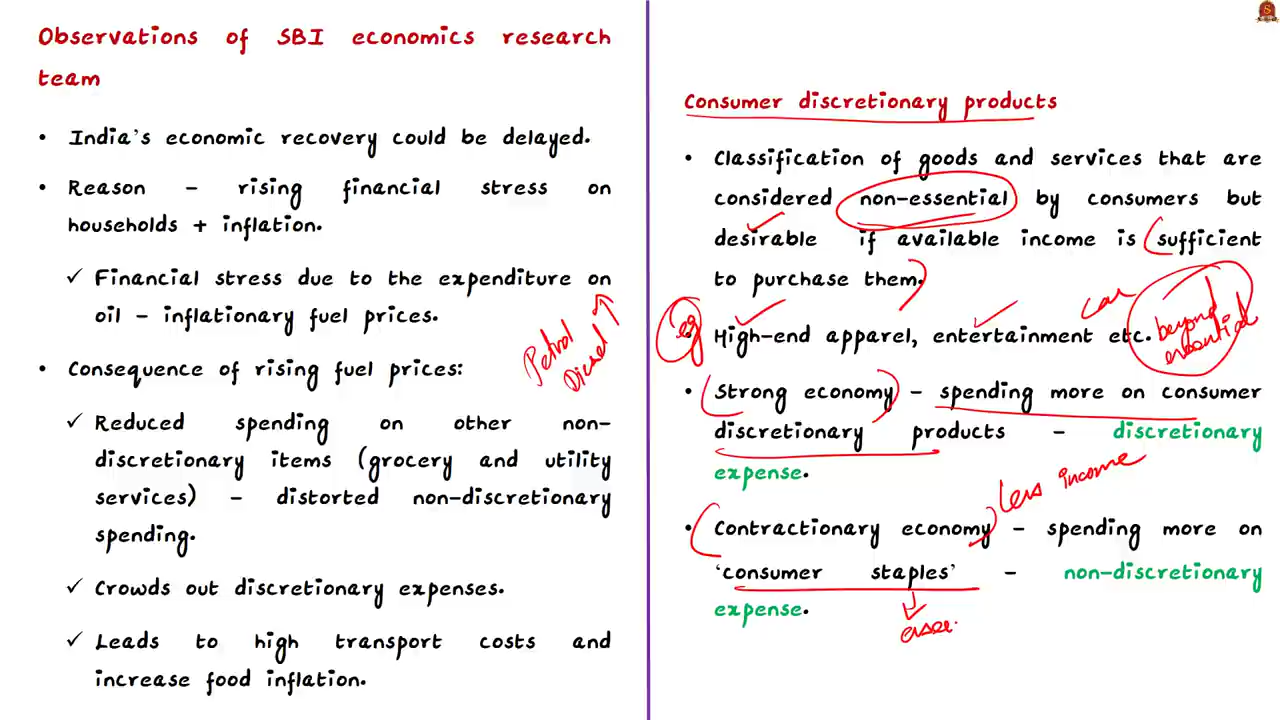 Observations of SBI economics research
team
• India's economic recovery could be delayed.
• Reason – rising financial stress on
households + inflation.
✓ Financial stress due to the expenditure on
oil – inflationary fuel prices.
Petrol
Diesel ↑
• Consequence of rising fuel prices:
✓ Reduced spending on other non-
discretionary items (grocery and utility
services) – distorted non-discretionary
spending.
✓ Crowds out discretionary expenses.
✓ Leads to high transport costs and
increase food inflation.
Consumer discretionary products
• Classification of goods and services that are
considered non-essential by consumers but
desirable if available income is sufficient
to purchase them.
car
eg High-end apparel, entertainment etc.
beyond
essential
• Strong economy – spending more on consumer
discretionary products – discretionary
expense.
less income
• Contractionary economy – spending more on
'consumer staples' – non-discretionary
expense.